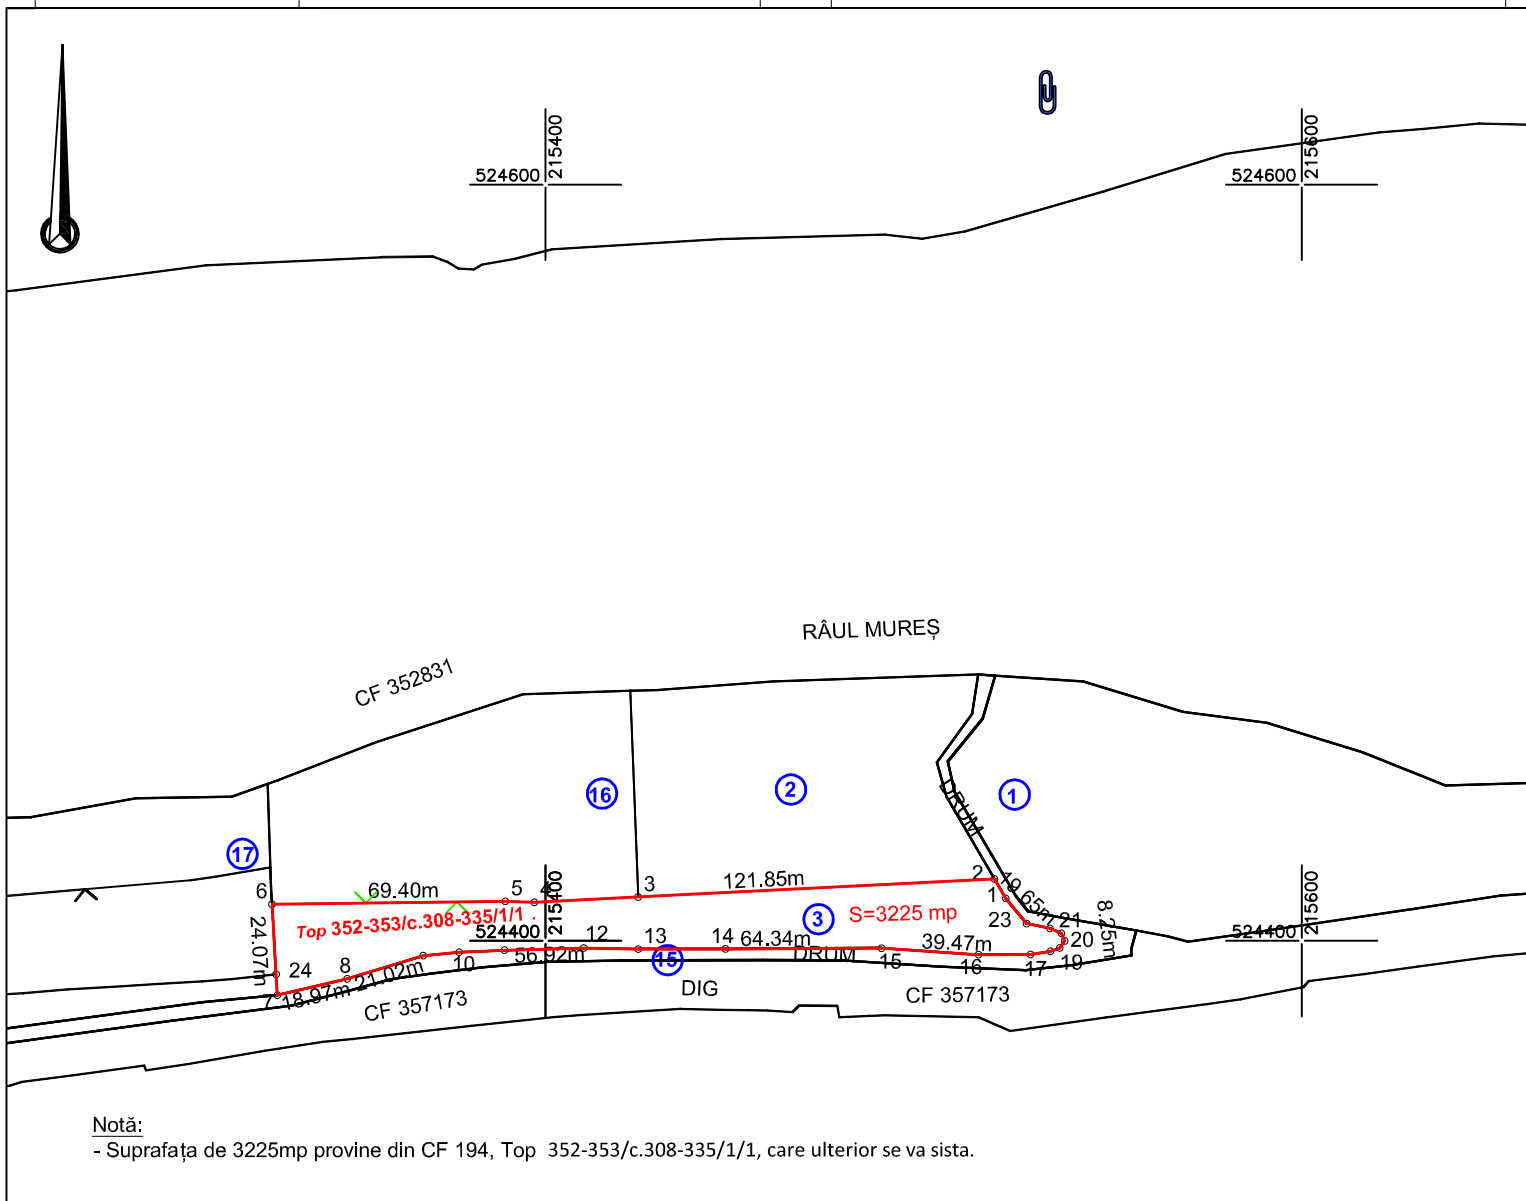 215400
524600
215600
524600
RÂUL MUREȘ
CF 352831
16
2
1
DRUM
17
6
69.40m
5
4
215400
3
121.85m
2
19.65m
1
8.25m
215600
Top 352-353/c.308-335/1/1
3
S=3225 mp
23
21
20
524400
524400
24.07m
24
8
21.02m
10
56.92m
12
13
15
14
64.34m
DRUM
15
39.47m
16
17
19
7
18.97m
CF 357173
DIG
CF 357173
Notă:
- Suprafața de 3225mp provine din CF 194, Top 352-353/c.308-335/1/1, care ulterior se va sista.